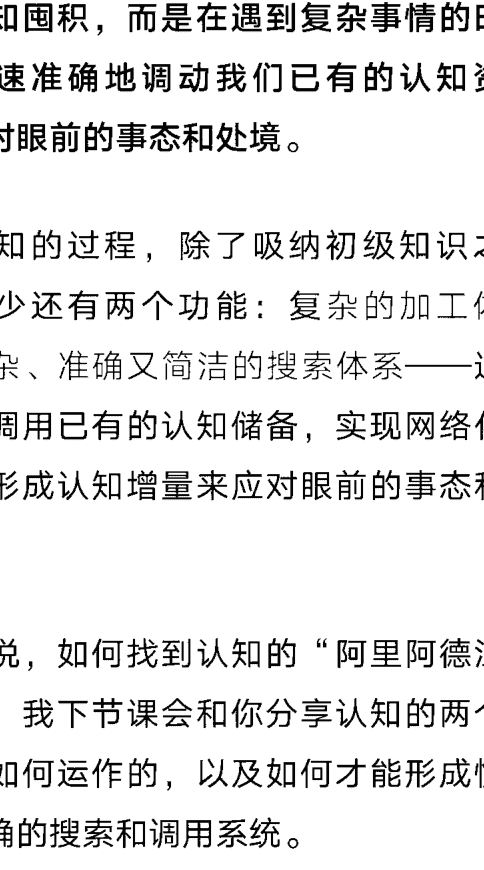 知囤积，而是在遇到复杂事情的
速准确地调动我们已有的认知
对眼前的事态和处境。
知的过程，除了吸纳初级知识
少还有两个功能：复杂的加工
杂、准确又简洁的搜索体系——
调用已有的认知储备，实现网络
形成认知增量来应对眼前的事态
说，如何找到认知的“阿里阿德
，我下节课会和你分享认知的两
如何运作的，以及如何才能形成
确的搜索和调用系统。